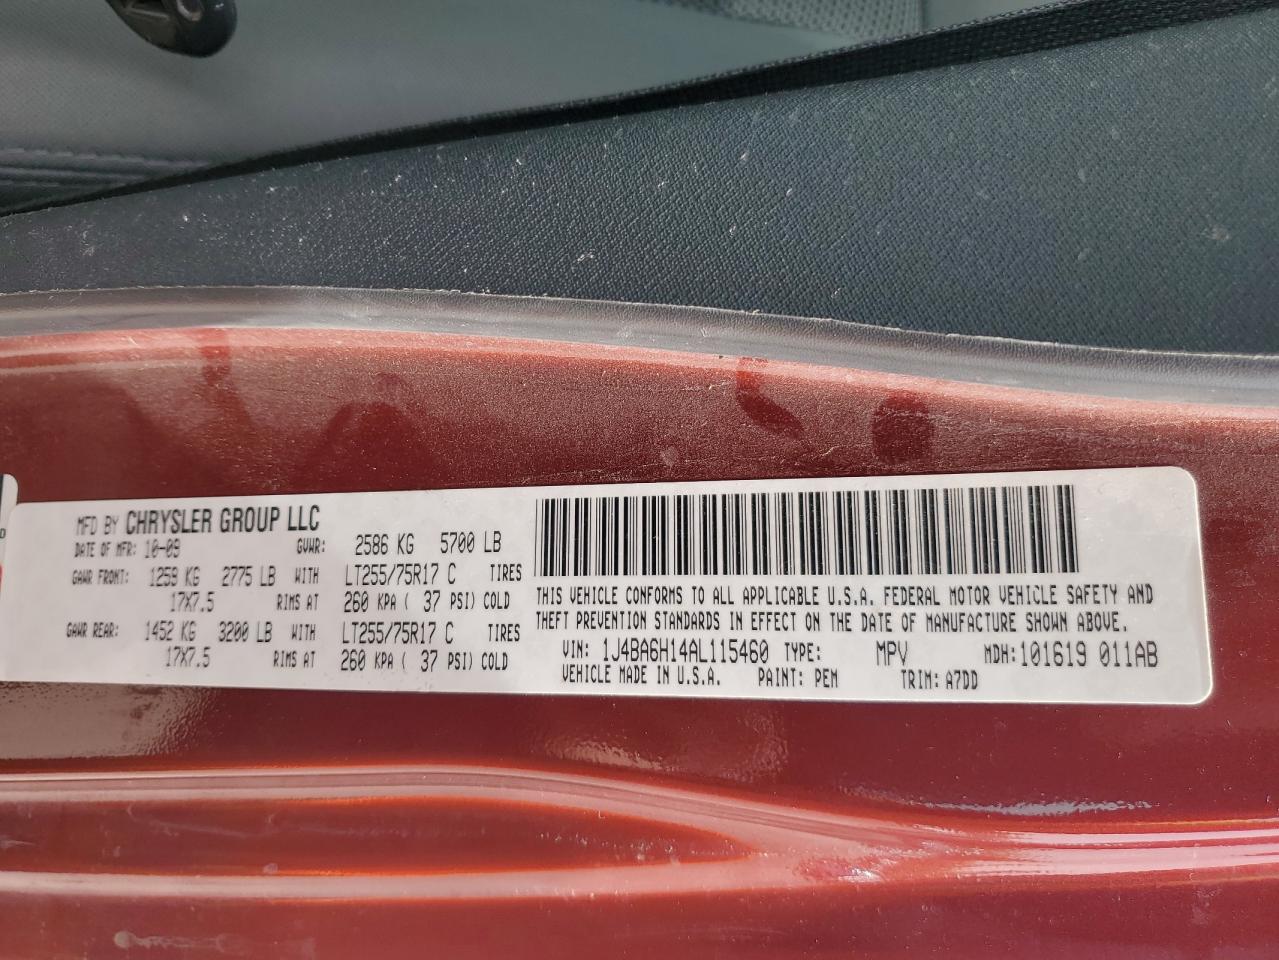 MFD BY CHRYSLER GROUP LLC
DATE OF MFR: 10-09 GVWR: 2586 KG 5700 LB
GAWR FRONT: 1259 KG 2775 LB WITH LT255/75R17 C TIRES
17X7.5 RIMS AT 260 KPA ( 37 PSI) COLD
GAWR REAR: 1452 KG 3200 LB WITH LT255/75R17 C TIRES
17X7.5 RIMS AT 260 KPA ( 37 PSI) COLD
THIS VEHICLE CONFORMS TO ALL APPLICABLE U.S.A. FEDERAL MOTOR VEHICLE SAFETY AND
THEFT PREVENTION STANDARDS IN EFFECT ON THE DATE OF MANUFACTURE SHOWN ABOVE.
VIN: 1J4BA6H14AL115460 TYPE: MPV MDH: 101619 011AB
VEHICLE MADE IN U.S.A. PAINT: PEM TRIM: A7DD